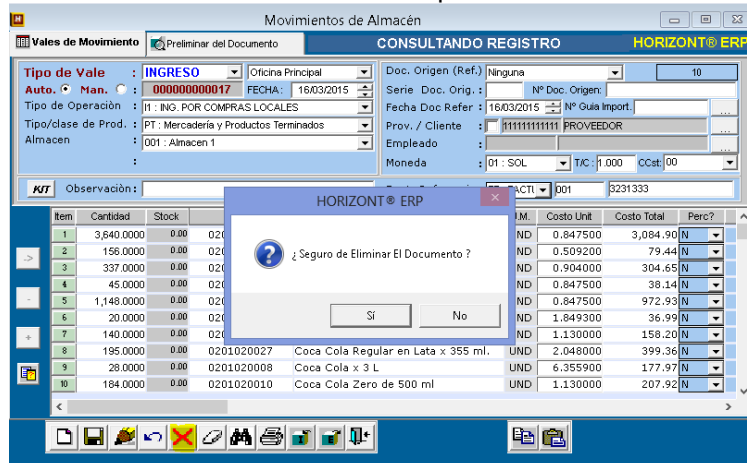 Movimientos de Almacén
Vales de Movimiento Preliminar del Documento CONSULTANDO REGISTRO HORIZONT® ERP
Tipo de Vale : INGRESO Oficina Principal Doc. Origen (Ref.) Ninguna 10
Auto. Man. : 000000000017 FECHA: 16/03/2015 Serie Doc. Orig. : Nº Doc. Origen:
Tipo de Operaciòn : I1 : ING. POR COMPRAS LOCALES Fecha Doc Refer : 16/03/2015 Nº Guia Import.
Tipo/clase de Prod. : PT : Mercadería y Productos Terminados Prov. / Cliente : 11111111111 PROVEEDOR
Almacen : 001 : Almacen 1 Empleado :
: Moneda : 01 : SOL T/C: 1.000 CCst: 00
KIT Observaciòn: 001 3231333
HORIZONT® ERP
¿ Seguro de Eliminar El Documento ?
Sí No
Item Cantidad Stock U.M. Costo Unit Costo Total Perc?
1 3,640.0000 0.00 UND 0.847500 3,084.90 N
2 156.0000 0.00 UND 0.509200 79.44 N
3 337.0000 0.00 UND 0.904000 304.65 N
4 45.0000 0.00 UND 0.847500 38.14 N
5 1,148.0000 0.00 UND 0.847500 972.93 N
6 20.0000 0.00 UND 1.849300 36.99 N
7 140.0000 0.00 UND 1.130000 158.20 N
8 195.0000 0.00 0201020027 Coca Cola Regular en Lata x 355 ml. UND 2.048000 399.36 N
9 28.0000 0.00 0201020008 Coca Cola x 3 L UND 6.355900 177.97 N
10 184.0000 0.00 0201020010 Coca Cola Zero de 500 ml UND 1.130000 207.92 N